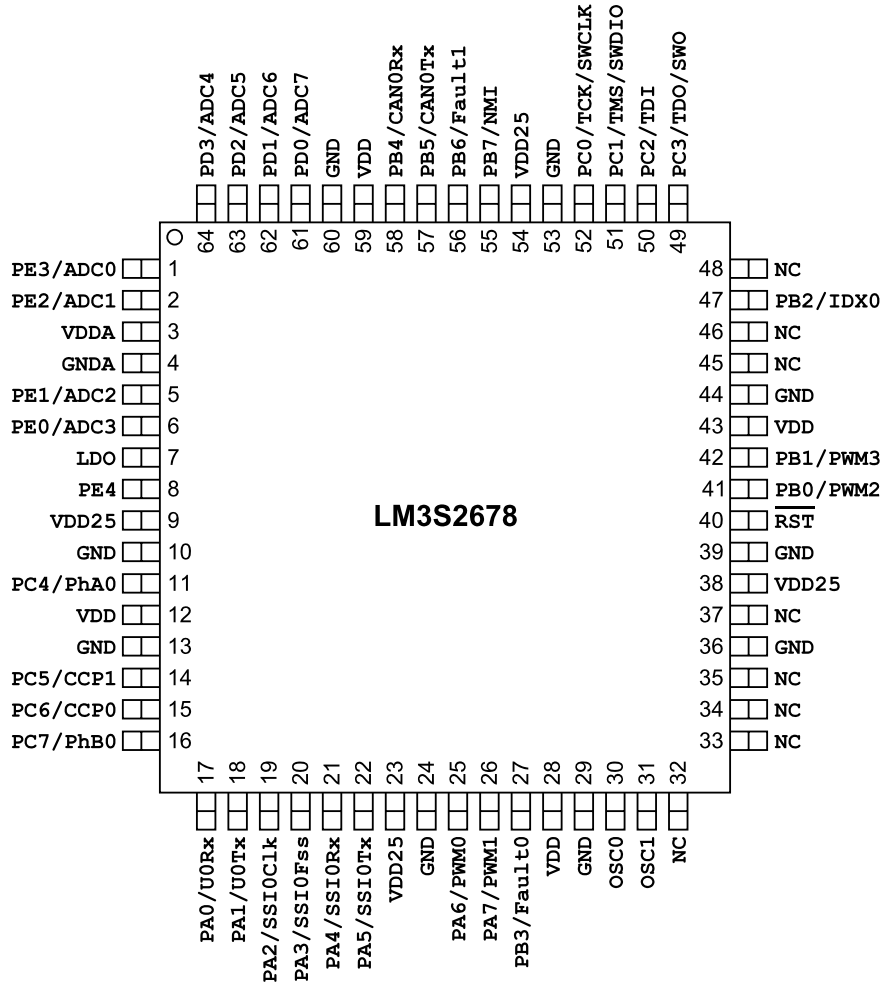 PD3/ADC4
PD2/ADC5
PD1/ADC6
PD0/ADC7
GND
VDD
PB4/CAN0Rx
PB5/CAN0Tx
PB6/Fault1
PB7/NMI
VDD25
GND
PC0/TCK/SWCLK
PC1/TMS/SWDIO
PC2/TDI
PC3/TDO/SWO
64 63 62 61 60 59 58 57 56 55 54 53 52 51 50 49
PE3/ADC0 1
PE2/ADC1 2
VDDA 3
GNDA 4
PE1/ADC2 5
PE0/ADC3 6
LDO 7
PE4 8
VDD25 9
GND 10
PC4/PhA0 11
VDD 12
GND 13
PC5/CCP1 14
PC6/CCP0 15
PC7/PhB0 16
LM3S2678
48 NC
47 PB2/IDX0
46 NC
45 NC
44 GND
43 VDD
42 PB1/PWM3
41 PB0/PWM2
40 RST
39 GND
38 VDD25
37 NC
36 GND
35 NC
34 NC
33 NC
17 18 19 20 21 22 23 24 25 26 27 28 29 30 31 32
PA0/U0Rx
PA1/U0Tx
PA2/SSI0Clk
PA3/SSI0Fss
PA4/SSI0Rx
PA5/SSI0Tx
VDD25
GND
PA6/PWM0
PA7/PWM1
PB3/Fault0
VDD
GND
OSC0
OSC1
NC